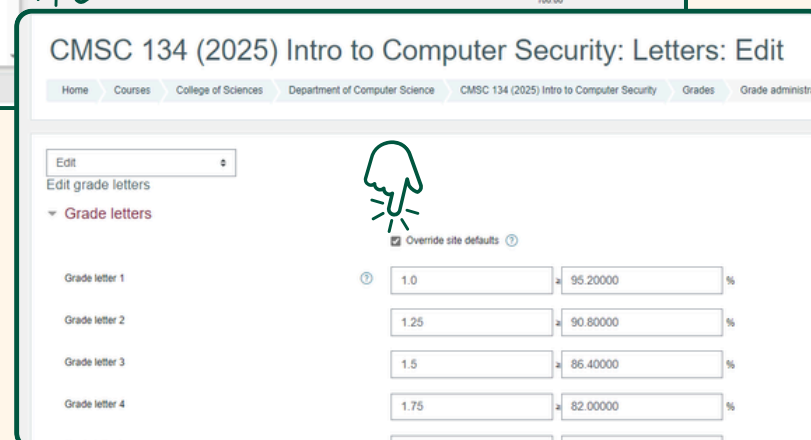 100.00
CMSC 134 (2025) Intro to Computer Security: Letters: Edit
Home Courses College of Sciences Department of Computer Science CMSC 134 (2025) Intro to Computer Security Grades Grade administra
Edit
Edit grade letters
Grade letters
Override site defaults ?
Grade letter 1 ? 1.0 ≥ 95.20000 %
Grade letter 2 1.25 ≥ 90.80000 %
Grade letter 3 1.5 ≥ 86.40000 %
Grade letter 4 1.75 ≥ 82.00000 %